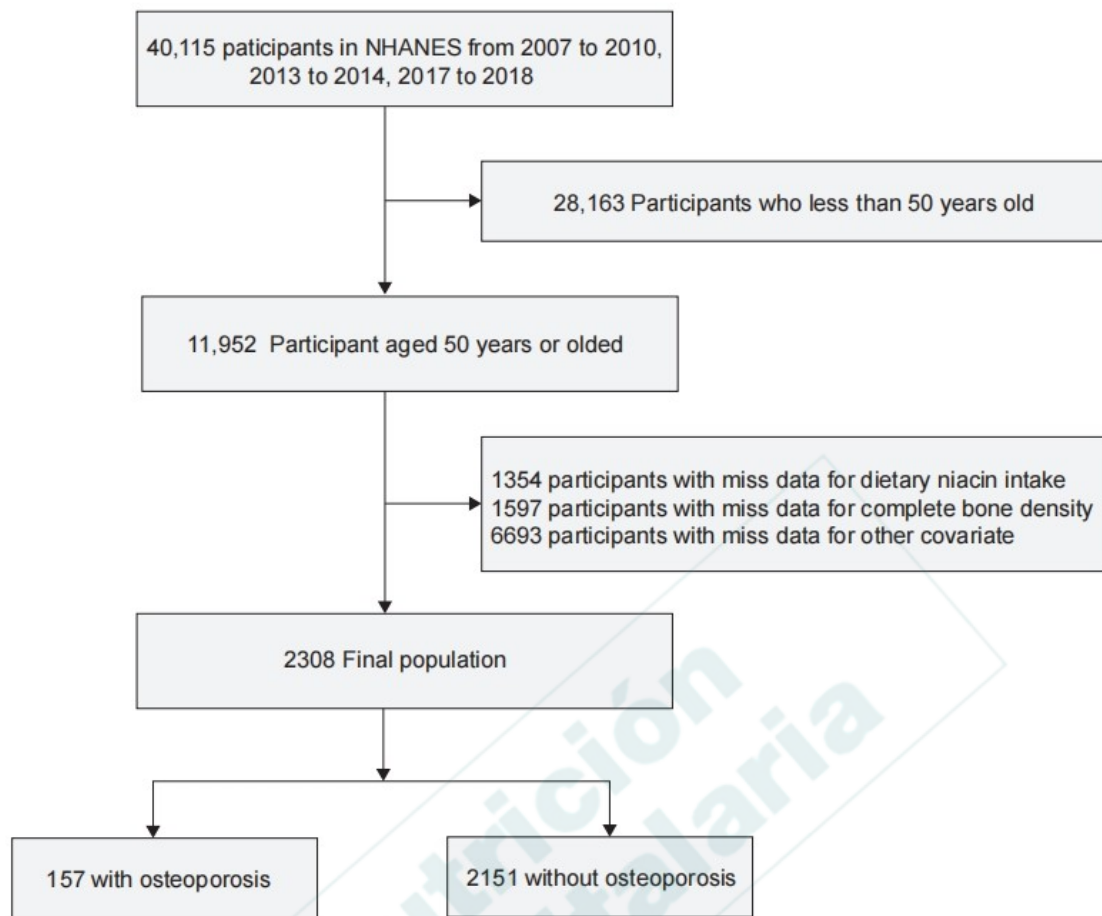 40,115 paticipants in NHANES from 2007 to 2010,
2013 to 2014, 2017 to 2018
28,163 Participants who less than 50 years old
11,952 Participant aged 50 years or olded
1354 participants with miss data for dietary niacin intake
1597 participants with miss data for complete bone density
6693 participants with miss data for other covariate
2308 Final population
157 with osteoporosis
2151 without osteoporosis